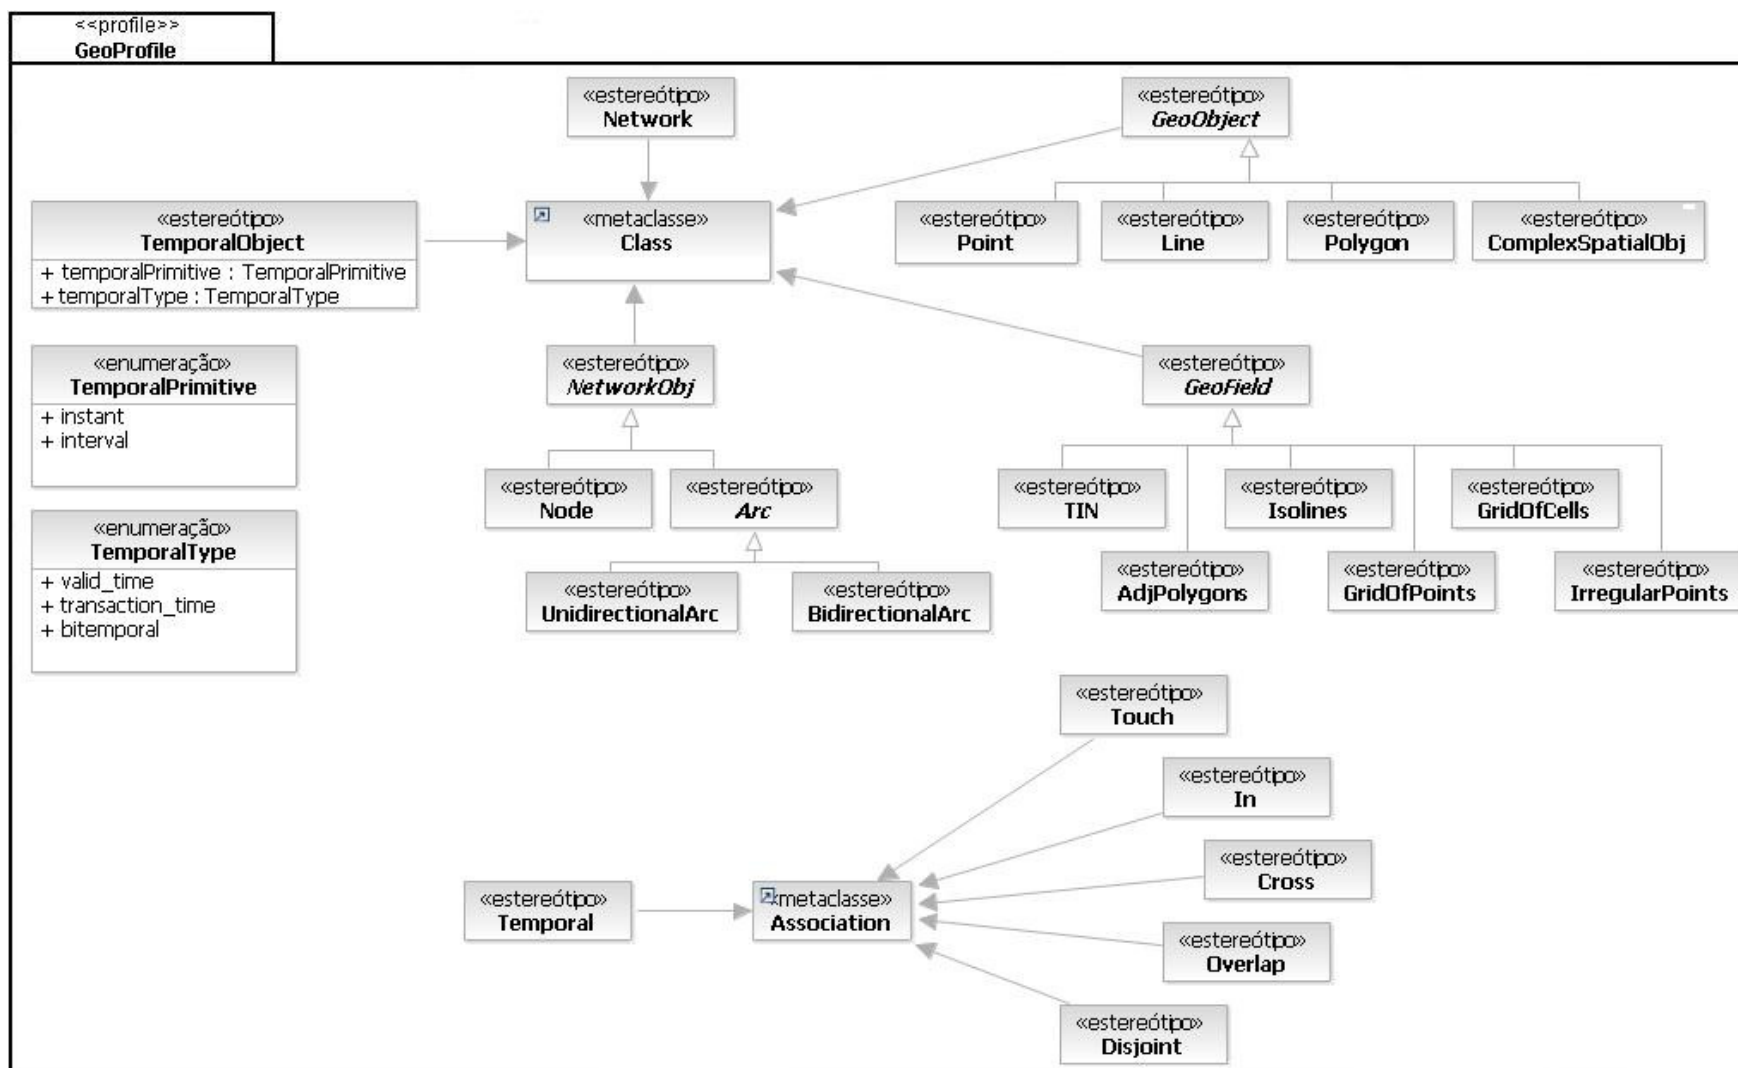 <<profile>>
GeoProfile
«estereótipo»
Network
«estereótipo»
GeoObject
«estereótipo»
TemporalObject
+ temporalPrimitive : TemporalPrimitive
+ temporalType : TemporalType
«metaclasse»
Class
«estereótipo»
Point
«estereótipo»
Line
«estereótipo»
Polygon
«estereótipo»
ComplexSpatialObj
«enumeração»
TemporalPrimitive
+ instant
+ interval
«estereótipo»
NetworkObj
«estereótipo»
GeoField
«estereótipo»
Node
«estereótipo»
Arc
«estereótipo»
TIN
«estereótipo»
Isolines
«estereótipo»
GridOfCells
«enumeração»
TemporalType
+ valid_time
+ transaction_time
+ bitemporal
«estereótipo»
UnidirectionalArc
«estereótipo»
BidirectionalArc
«estereótipo»
AdjPolygons
«estereótipo»
GridOfPoints
«estereótipo»
IrregularPoints
«estereótipo»
Touch
«estereótipo»
In
«estereótipo»
Cross
«estereótipo»
Temporal
«metaclasse»
Association
«estereótipo»
Overlap
«estereótipo»
Disjoint